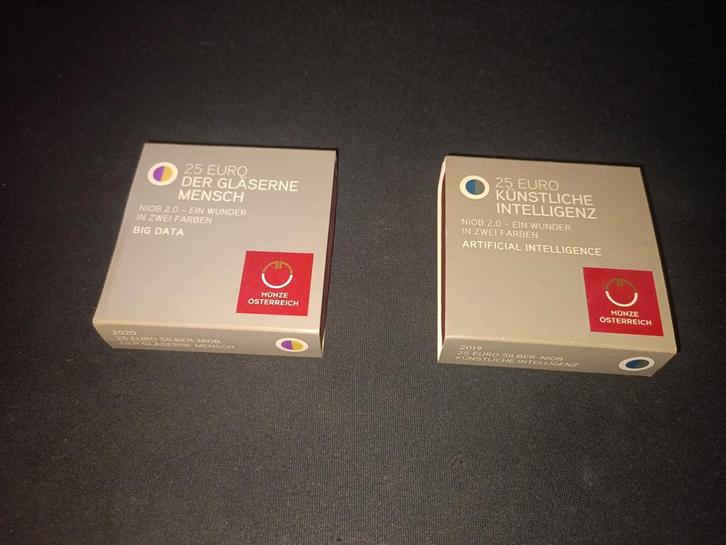 25 EURO
DER GLÄSERNE
MENSCH
NIOB 2.0 – EIN WUNDER
IN ZWEI FARBEN
BIG DATA
MÜNZE
ÖSTERREICH
2020
25 EURO SILBER-NIOB
DER GLÄSERNE MENSCH
25 EURO
KÜNSTLICHE
INTELLIGENZ
NIOB 2.0 – EIN WUNDER
IN ZWEI FARBEN
ARTIFICIAL INTELLIGENCE
MÜNZE
ÖSTERREICH
2019
25 EURO SILBER-NIOB
KÜNSTLICHE INTELLIGENZ